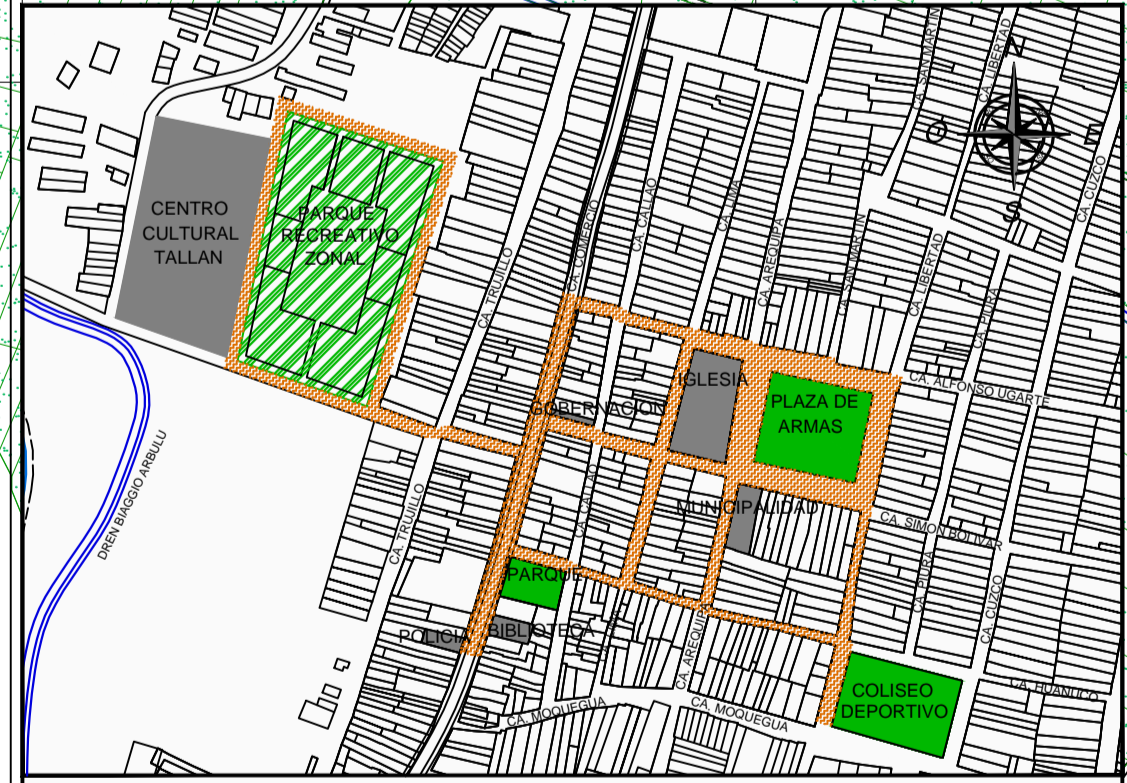 CA. SAN MARTIN
CA. LIBERTAD
N
O
E
S
CA. CUZCO
CENTRO
CULTURAL
TALLAN
PARQUE
RECREATIVO
ZONAL
CA. TRUJILLO
CA. COMERCIO
CA. CALLAO
CA. LIMA
CA. AREQUIPA
CA. SAN MARTIN
CA. LIBERTAD
CA. PIURA
IGLESIA
CA. ALFONSO UGARTE
PLAZA DE
ARMAS
GOBERNACION
DREN BIAGGIO ARBULU
CA. TRUJILLO
CA. CALLAO
MUNICIPALIDAD
CA. SIMON BOLIVAR
PARQUE
CA. PIURA
CA. CUZCO
POLICIA
BIBLIOTECA
CA. AREQUIPA
COLISEO
DEPORTIVO
CA. HUANUCO
CA. MOQUEGUA
CA. MOQUEGUA